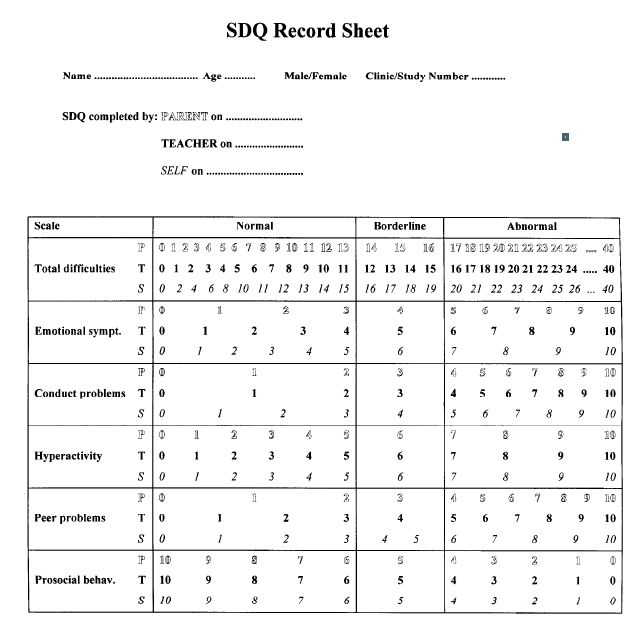 SDQ Record Sheet
Name .................................... Age ........... Male/Female Clinic/Study Number ............
SDQ completed by: PARENT on ...........................
TEACHER on ........................
SELF on ..................................
Scale Normal Borderline Abnormal
P 0 1 2 3 4 5 6 7 8 9 10 11 12 13 14 15 16 17 18 19 20 21 22 23 24 25 .... 40
Total difficulties T 0 1 2 3 4 5 6 7 8 9 10 11 12 13 14 15 16 17 18 19 20 21 22 23 24 ..... 40
S 0 2 4 6 8 10 11 12 13 14 15 16 17 18 19 20 21 22 23 24 25 26 ... 40
P 0 1 2 3 4 5 6 7 8 9 10
Emotional sympt. T 0 1 2 3 4 5 6 7 8 9 10
S 0 1 2 3 4 5 6 7 8 9 10
P 0 1 2 3 4 5 6 7 8 9 10
Conduct problems T 0 1 2 3 4 5 6 7 8 9 10
S 0 1 2 3 4 5 6 7 8 9 10
P 0 1 2 3 4 5 6 7 8 9 10
Hyperactivity T 0 1 2 3 4 5 6 7 8 9 10
S 0 1 2 3 4 5 6 7 8 9 10
P 0 1 2 3 4 5 6 7 8 9 10
Peer problems T 0 1 2 3 4 5 6 7 8 9 10
S 0 1 2 3 4 5 6 7 8 9 10
P 10 9 8 7 6 5 4 3 2 1 0
Prosocial behav. T 10 9 8 7 6 5 4 3 2 1 0
S 10 9 8 7 6 5 4 3 2 1 0